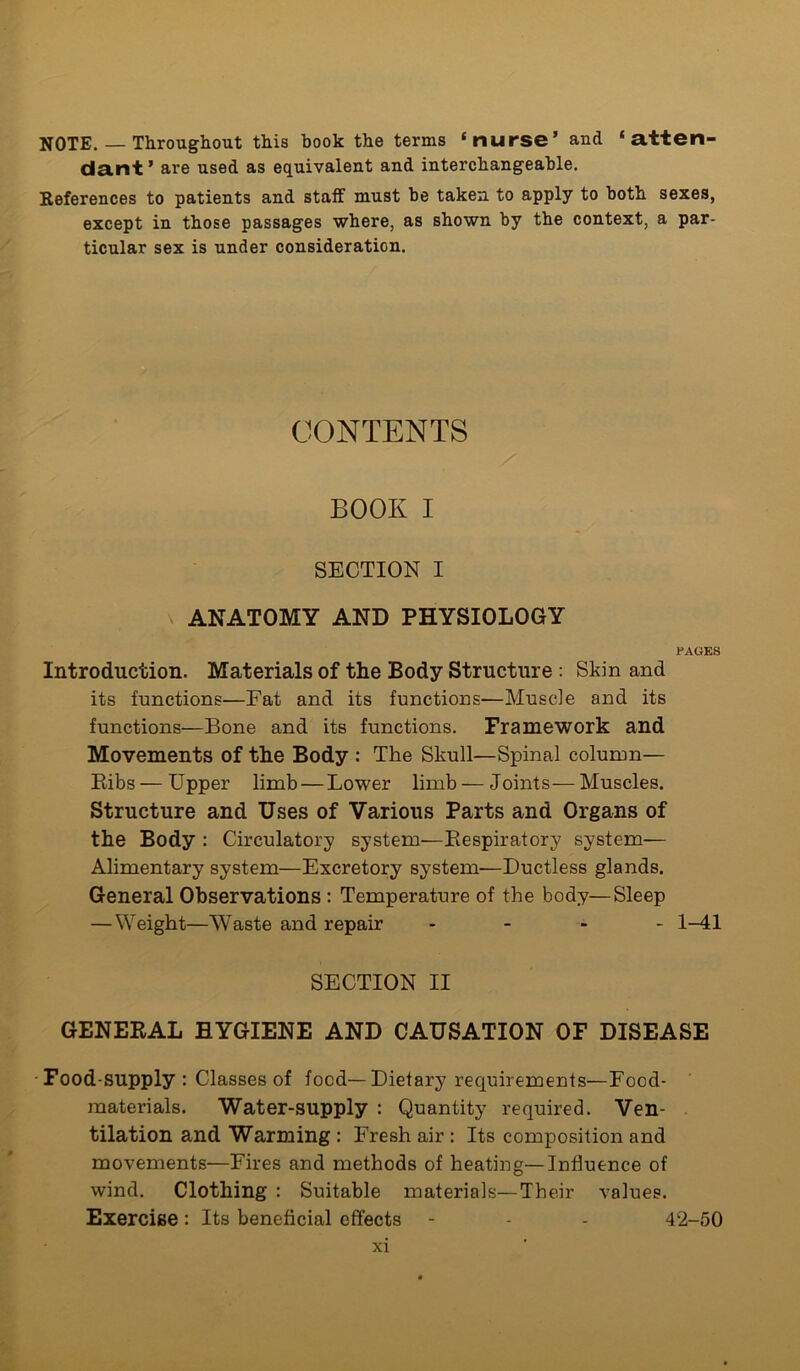 NOTE. — Throughout this book the terms ‘nurse’ and ‘atten-
dant’ are used as equivalent and interchangeable.
References to patients and staff must be taken to apply to both sexes,
except in those passages where, as shown by the context, a par-
ticular sex is under consideration.
CONTENTS
BOOK I
SECTION I
ANATOMY AND PHYSIOLOGY
PAGES
Introduction. Materials of the Body Structure : Skin and
its functions—Fat and its functions—Muscle and its
functions—Bone and its functions. Framework and
Movements of the Body : The Skull—Spinal column—
Ribs — Upper limb — Lower limb — Joints — Muscles.
Structure and Uses of Various Parts and Organs of
the Body : Circulatory system—Respiratory system—
Alimentary system—Excretory system—Ductless glands.
General Observations : Temperature of the body—Sleep
—Weight—Waste and repair - - - - 1-41
SECTION II
GENERAL HYGIENE AND CAUSATION OF DISEASE
Food-supply : Classes of food—Dietary requirements—Food-
materials. Water-supply : Quantity required. Ven-
tilation and Warming : Fresh air : Its composition and
movements—Fires and methods of heating—Influence of
wind. Clothing : Suitable materials—Their values.
Exercise : Its beneficial effects - - - 42-50
xi